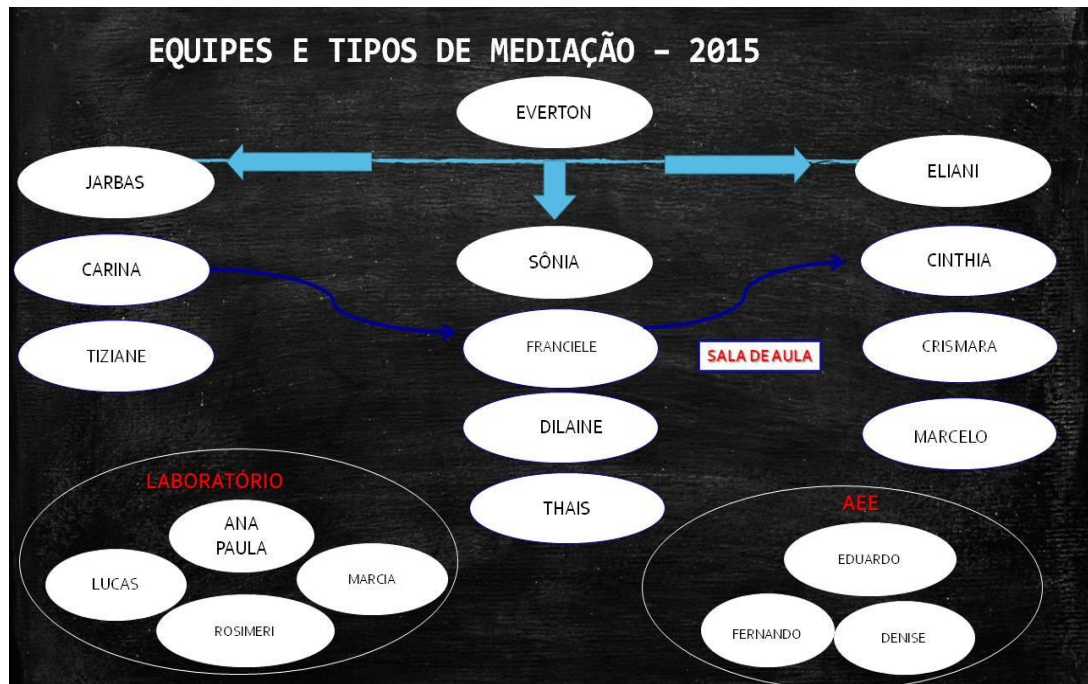 EQUIPES E TIPOS DE MEDIAÇÃO – 2015
EVERTON
JARBAS
ELIANI
CARINA
SÔNIA
CINTHIA
TIZIANE
FRANCIELE
SALA DE AULA
CRISMARA
DILAINE
MARCELO
THAIS
LABORATÓRIO
ANA
PAULA
LUCAS
MARCIA
ROSIMERI
AEE
EDUARDO
FERNANDO
DENISE